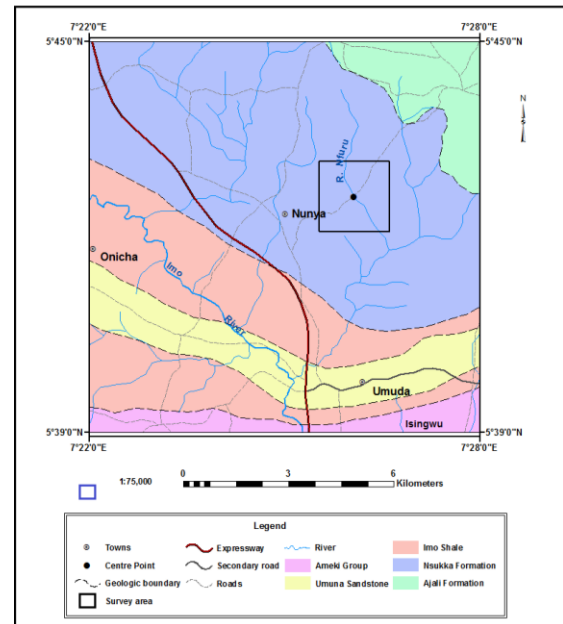 7°22'0"E 7°28'0"E
5°45'0"N 5°45'0"N
N
R. Nfuru
Nunya
Onicha
Imo
River
Umuda
Isingwu
5°39'0"N 5°39'0"N
7°22'0"E 7°28'0"E
1:75,000 0 3 6
Kilometers
Legend
Towns Expressway River Imo Shale
Centre Point Secondary road Ameki Group Nsukka Formation
Geologic boundary Roads Umuna Sandstone Ajali Formation
Survey area